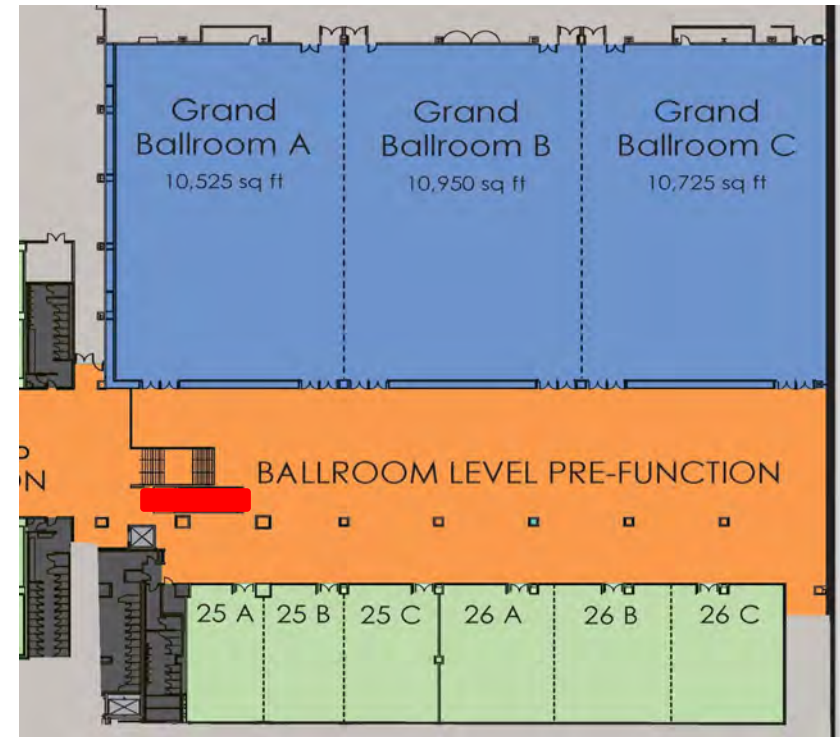 Grand
Ballroom A
10,525 sq ft
Grand
Ballroom B
10,950 sq ft
Grand
Ballroom C
10,725 sq ft
BALLROOM LEVEL PRE-FUNCTION
25 A
25 B
25 C
26 A
26 B
26 C